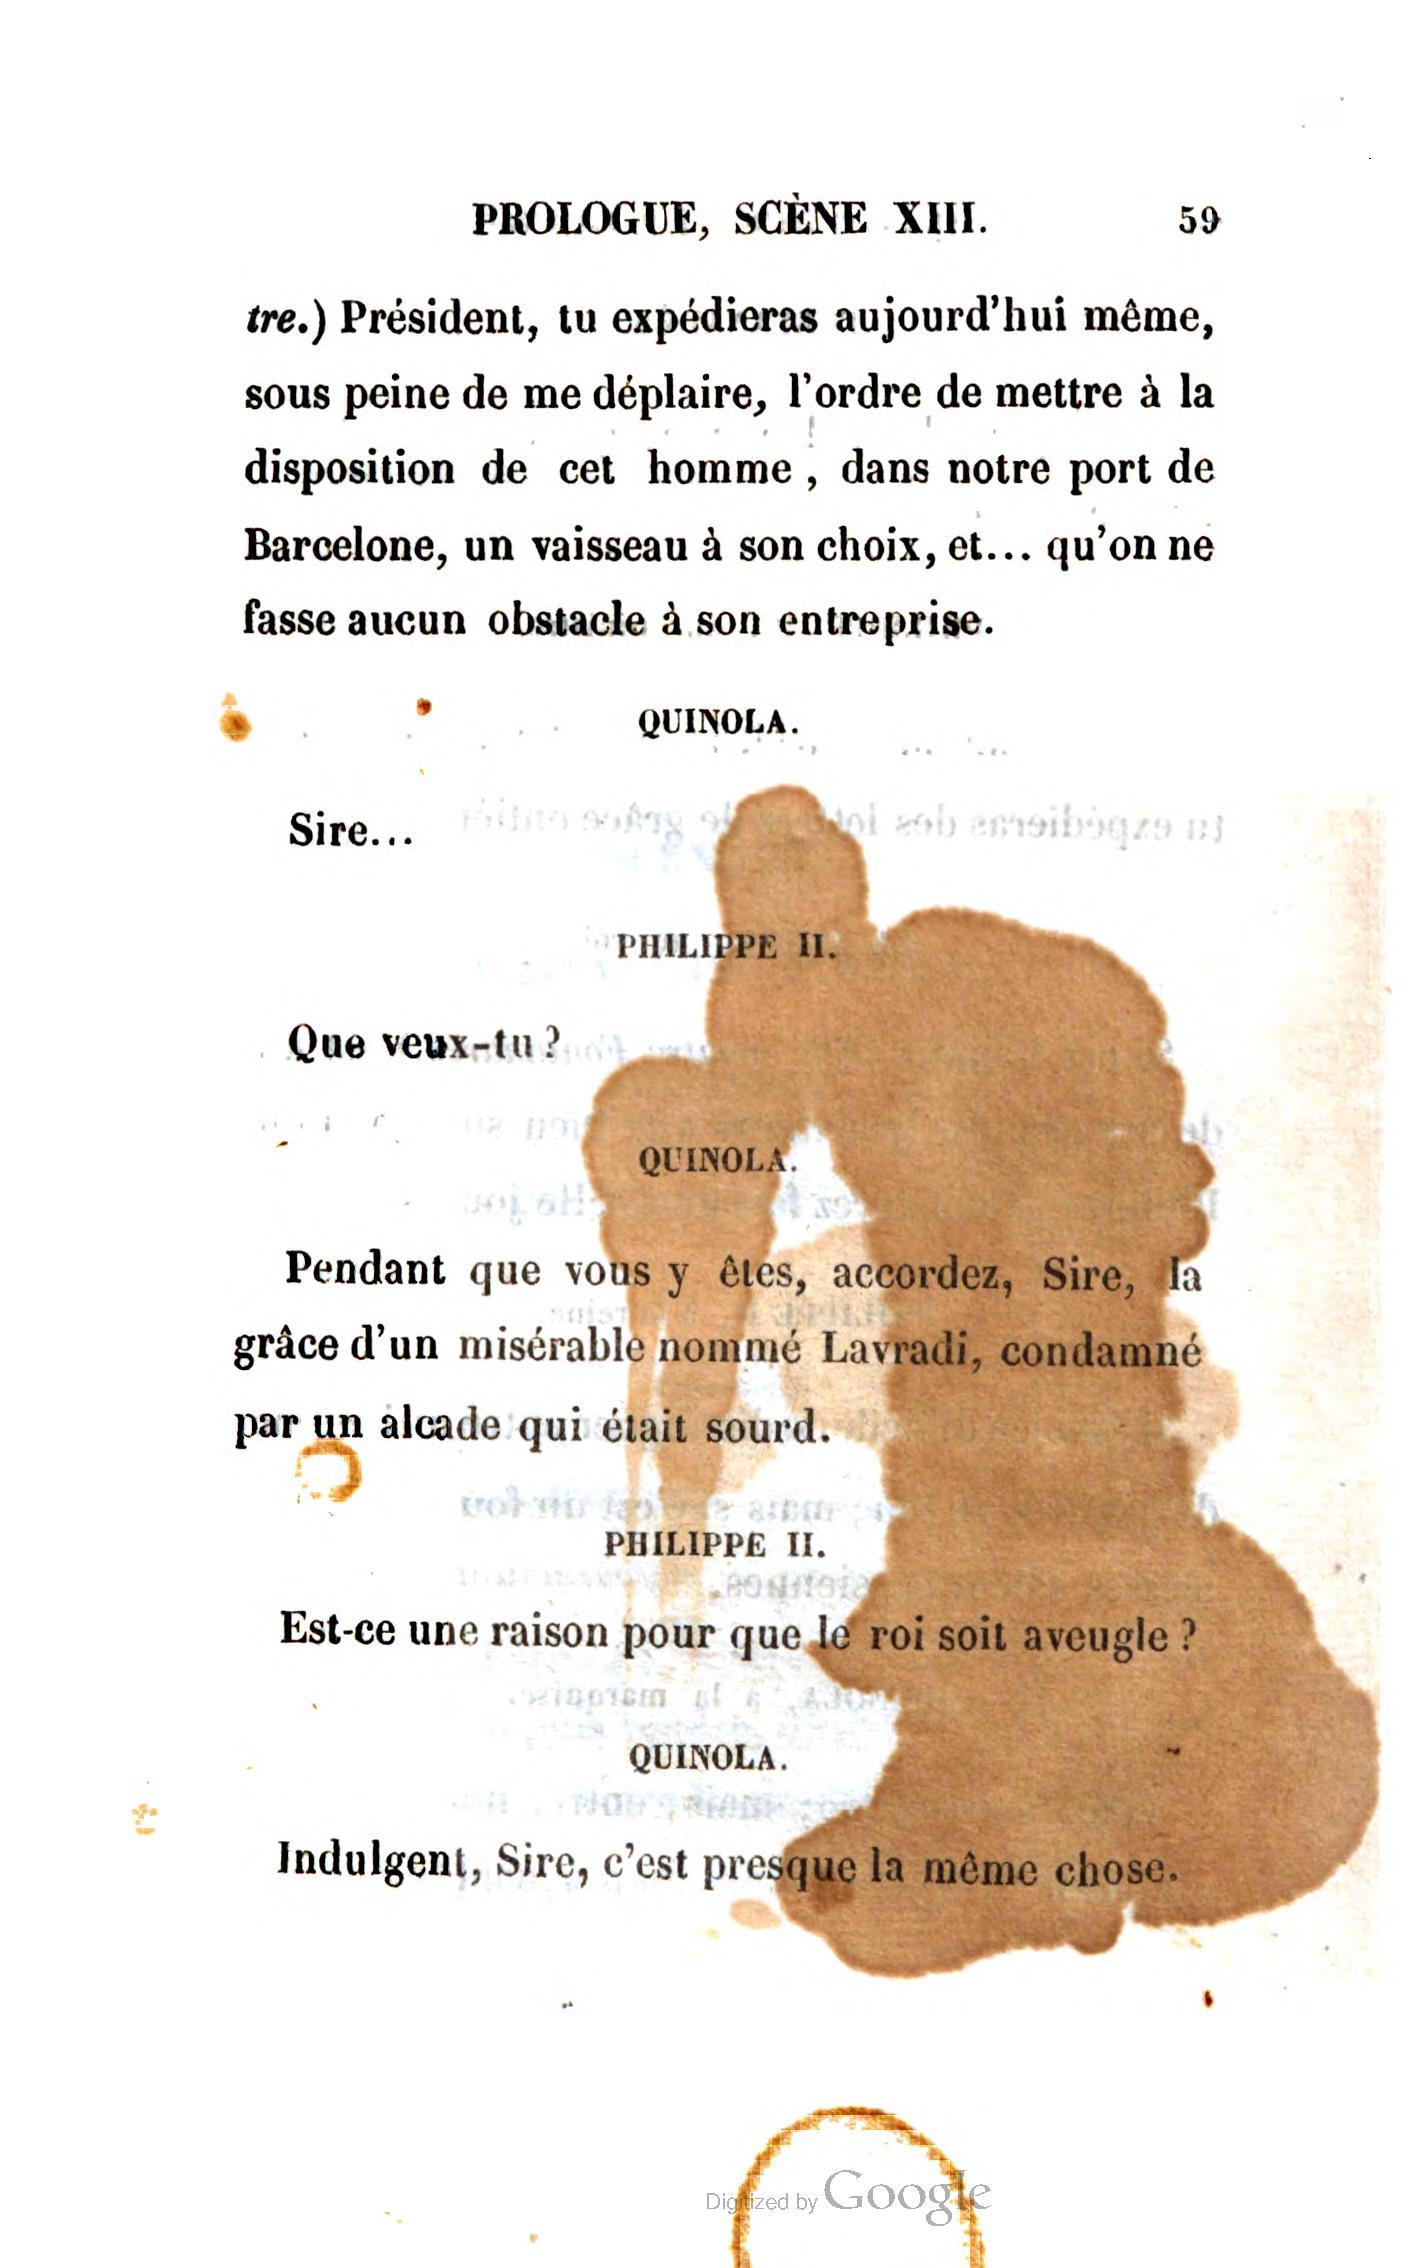 PROLOGUE, SCÈNE XIII. 59
tre.) Président, tu expédieras aujourd'hui même,
sous peine de me déplaire, l'ordre de mettre à la
disposition de cet homme, dans notre port de
Barcelone, un vaisseau à son choix, et... qu'on ne
fasse aucun obstacle à son entreprise.
QUINOLA.
Sire...
PHILIPPE II.
Que veux-tu?
QUINOLA.
Pendant que vous y êtes, accordez, Sire, la
grâce d'un misérable nommé Lavradi, condamné
par un alcade qui était sourd.
PHILIPPE II.
Est-ce une raison pour que le roi soit aveugle?
QUINOLA.
Indulgent, Sire, c'est presque la même chose.
Digitized by Google